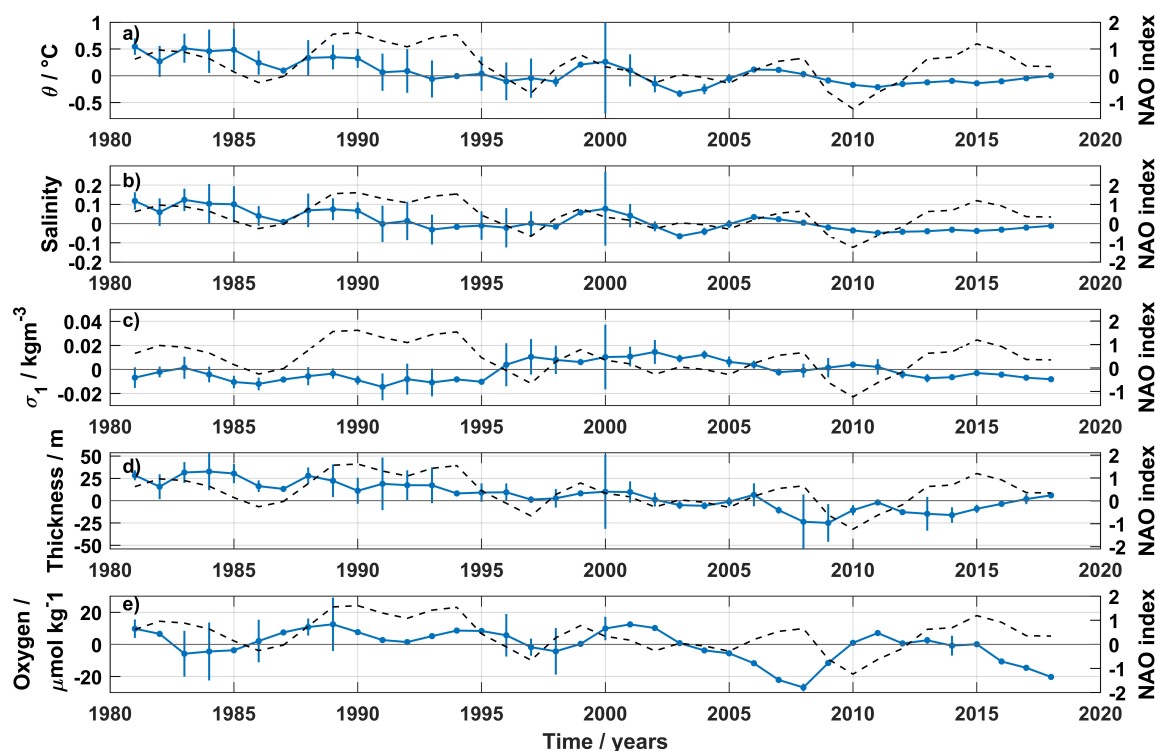 a)
1
0.5
0
-0.5
θ / °C
2
1
0
-1
NAO index
1980 1985 1990 1995 2000 2005 2010 2015 2020
b)
0.2
0.1
0
-0.1
-0.2
Salinity
2
1
0
-1
-2
NAO index
1980 1985 1990 1995 2000 2005 2010 2015 2020
c)
0.04
0.02
0
-0.02
σ1 / kgm-3
2
1
0
-1
NAO index
1980 1985 1990 1995 2000 2005 2010 2015 2020
d)
50
25
0
-25
-50
Thickness / m
2
1
0
-1
-2
NAO index
1980 1985 1990 1995 2000 2005 2010 2015 2020
e)
20
0
-20
Oxygen /
μmol kg-1
2
1
0
-1
-2
NAO index
1980 1985 1990 1995 2000 2005 2010 2015 2020
Time / years